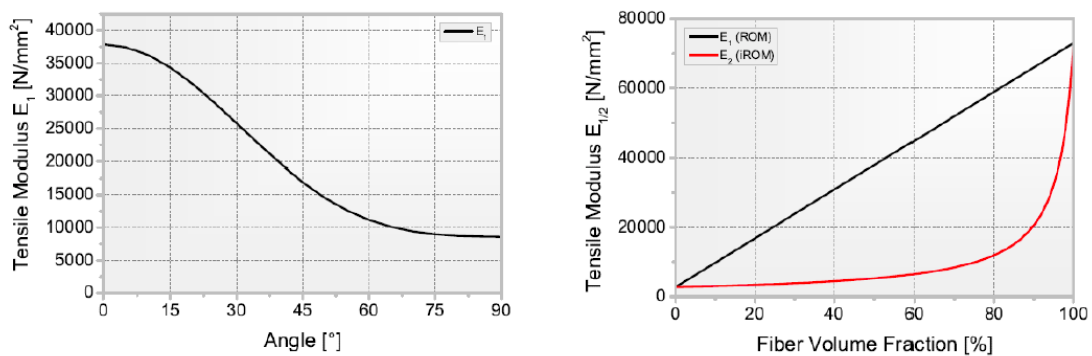 40000
35000
30000
25000
20000
15000
10000
5000
0
Tensile Modulus E1 [N/mm²]
E1
0 15 30 45 60 75 90
Angle [°]
80000
60000
40000
20000
0
Tensile Modulus E1/2 [N/mm²]
E1 (ROM)
E2 (iROM)
0 20 40 60 80 100
Fiber Volume Fraction [%]